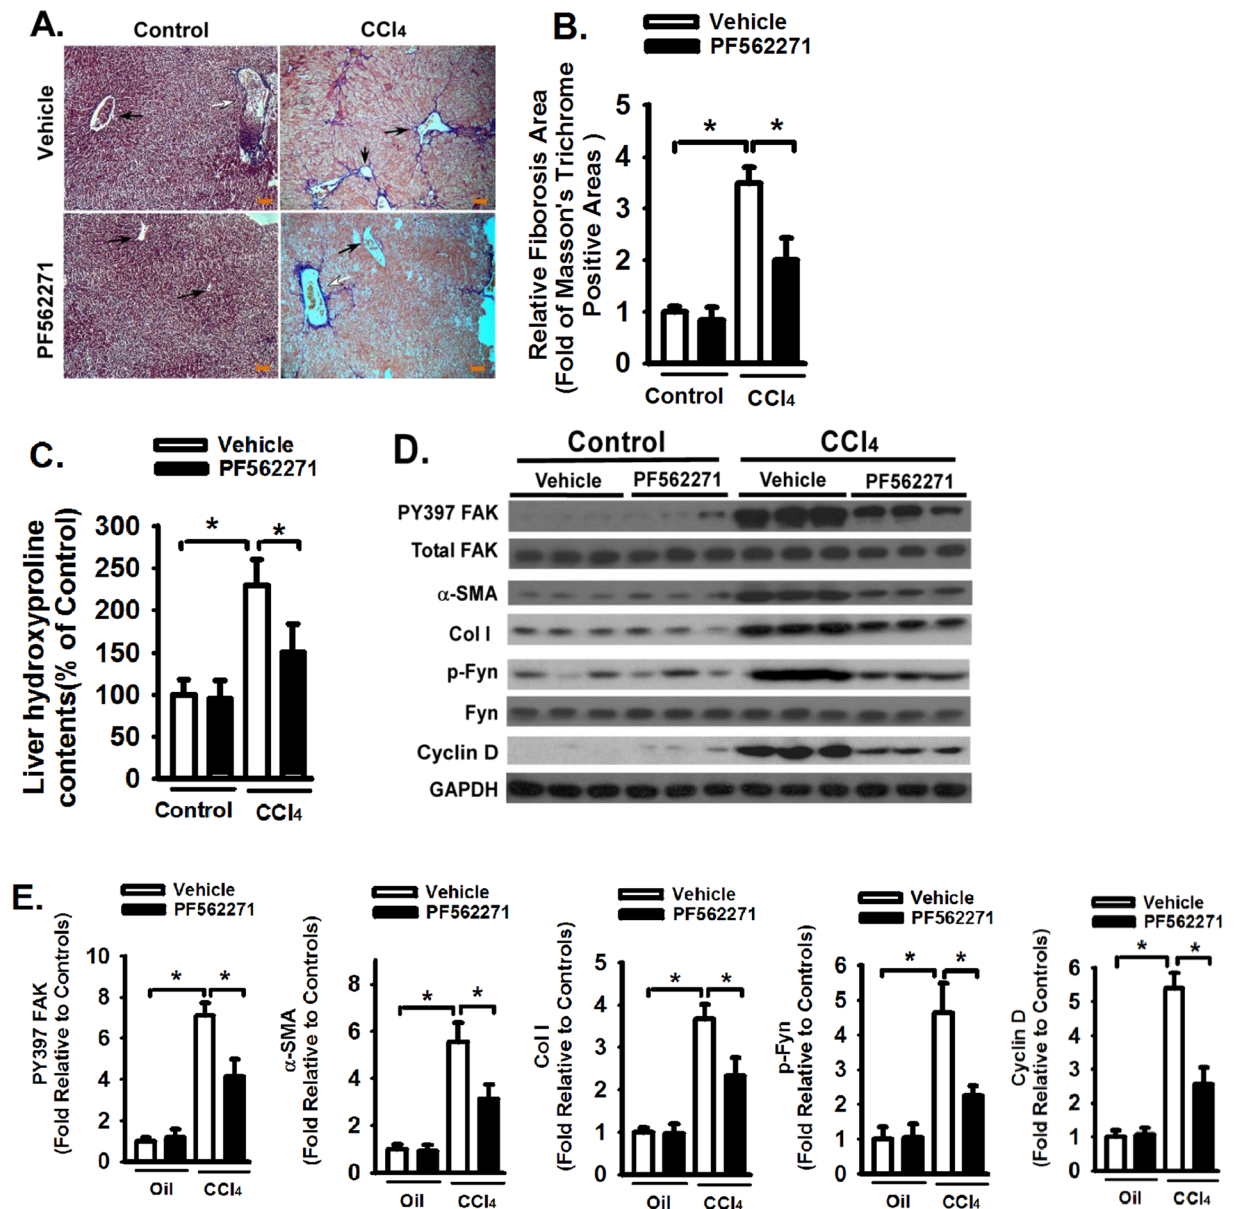 A.
Control
CCl4
Vehicle
PF562271
B.
Vehicle
PF562271
Relative Fiborosis Area
(Fold of Masson's Trichrome
Positive Areas )
5
4
3
2
1
0
*
*
Control
CCl4
C.
Vehicle
PF562271
Liver hydroxyproline
contents(% of Control)
300
250
200
150
100
50
0
*
*
Control
CCl4
D.
Control
CCl4
Vehicle
PF562271
Vehicle
PF562271
PY397 FAK
Total FAK
α-SMA
Col I
p-Fyn
Fyn
Cyclin D
GAPDH
E.
Vehicle
PF562271
PY397 FAK
(Fold Relative to Controls)
10
8
6
4
2
0
*
*
Oil
CCl4
Vehicle
PF562271
α-SMA
(Fold Relative to Controls)
8
6
4
2
0
*
*
Oil
CCl4
Vehicle
PF562271
Col I
(Fold Relative to Controls)
5
4
3
2
1
0
*
*
Oil
CCl4
Vehicle
PF562271
p-Fyn
(Fold Relative to Controls)
6
5
4
3
2
1
0
*
*
Oil
CCl4
Vehicle
PF562271
Cyclin D
(Fold Relative to Controls)
6
5
4
3
2
1
0
*
*
Oil
CCl4